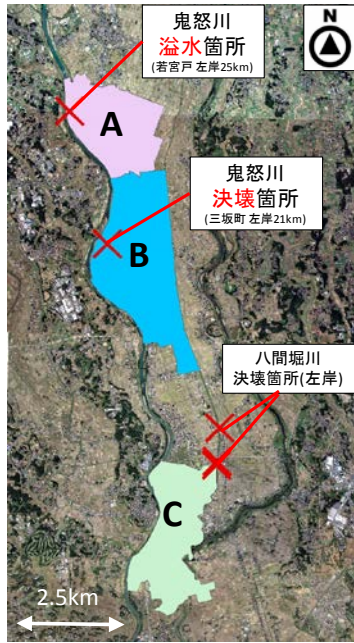 鬼怒川
溢水箇所
(若宮戸 左岸25km)
N
A
鬼怒川
決壊箇所
(三坂町 左岸21km)
B
八間堀川
決壊箇所(左岸)
C
2.5km